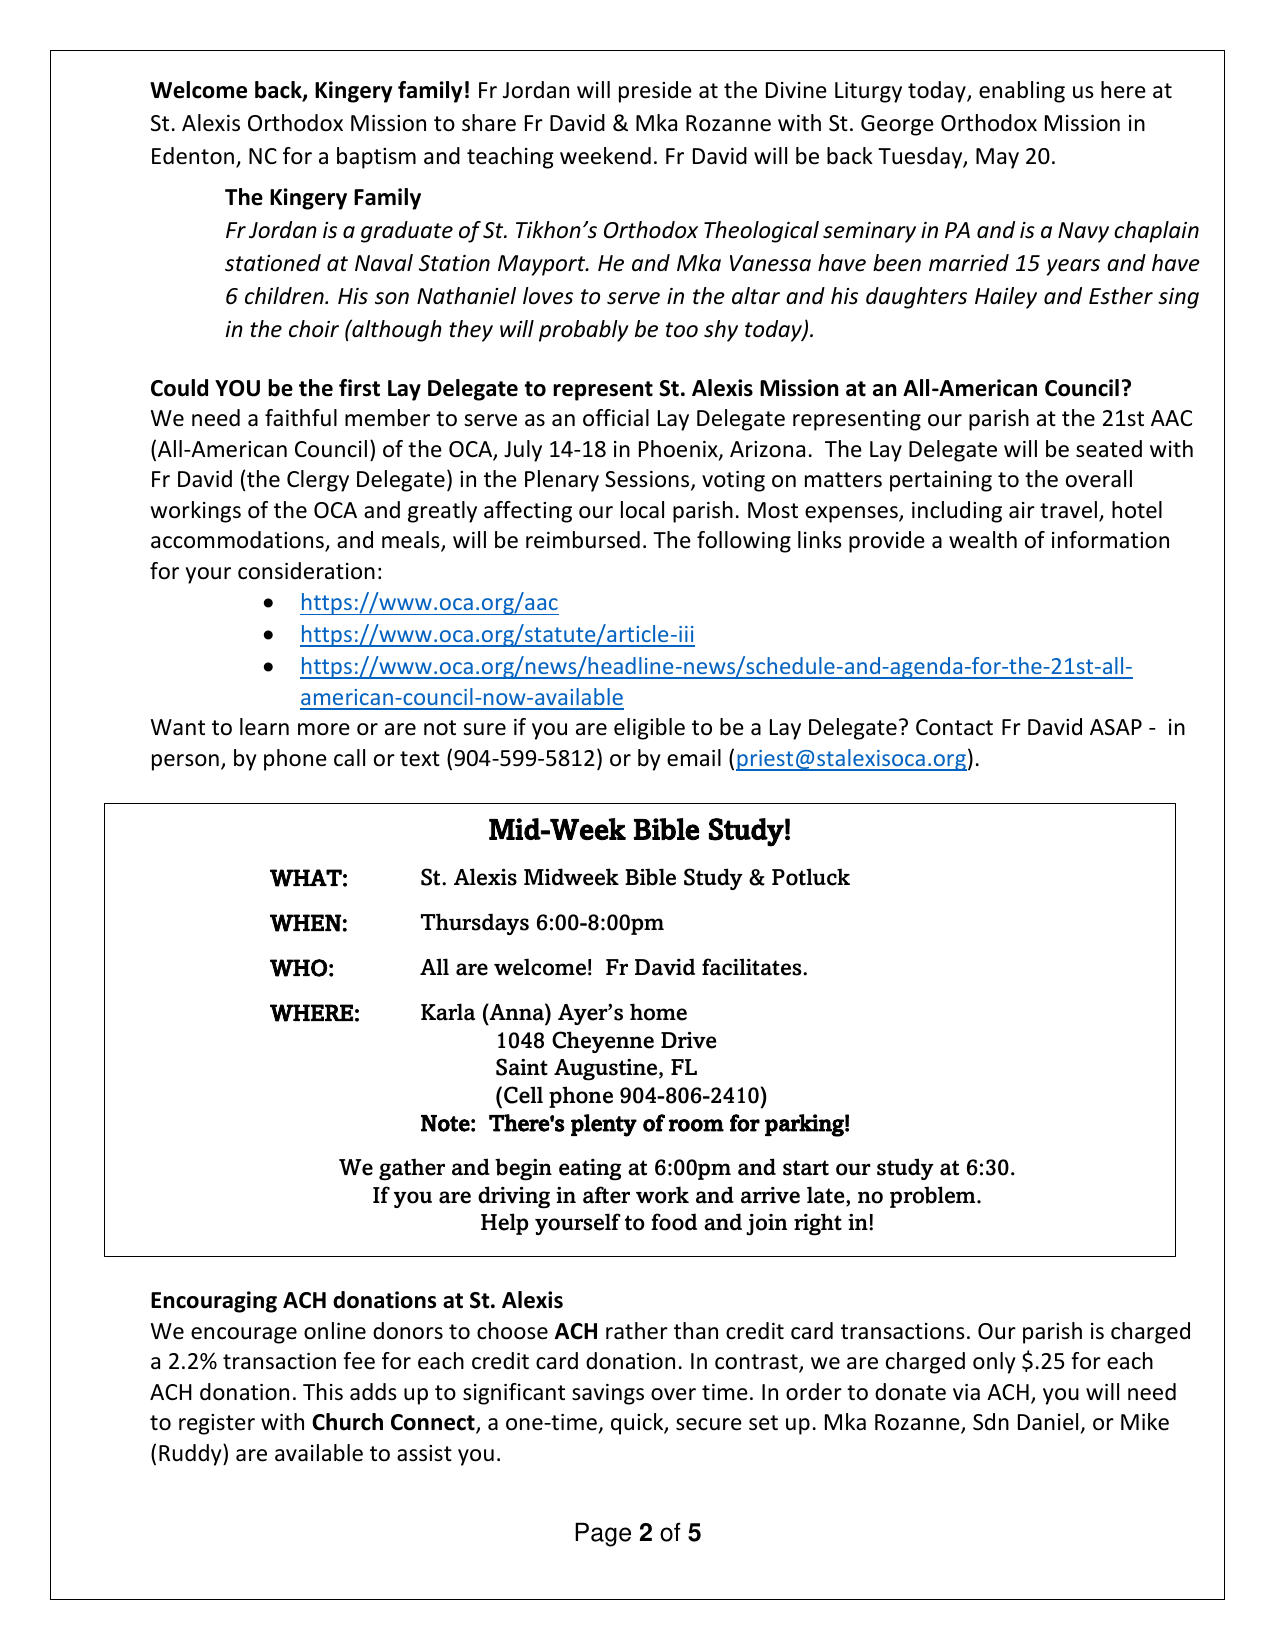 Welcome back, Kingery family! Fr Jordan will preside at the Divine Liturgy today, enabling us here at
St. Alexis Orthodox Mission to share Fr David & Mka Rozanne with St. George Orthodox Mission in
Edenton, NC for a baptism and teaching weekend. Fr David will be back Tuesday, May 20.
The Kingery Family
Fr Jordan is a graduate of St. Tikhon’s Orthodox Theological seminary in PA and is a Navy chaplain
stationed at Naval Station Mayport. He and Mka Vanessa have been married 15 years and have
6 children. His son Nathaniel loves to serve in the altar and his daughters Hailey and Esther sing
in the choir (although they will probably be too shy today).
Could YOU be the first Lay Delegate to represent St. Alexis Mission at an All-American Council?
We need a faithful member to serve as an official Lay Delegate representing our parish at the 21st AAC
(All-American Council) of the OCA, July 14-18 in Phoenix, Arizona.  The Lay Delegate will be seated with
Fr David (the Clergy Delegate) in the Plenary Sessions, voting on matters pertaining to the overall
workings of the OCA and greatly affecting our local parish. Most expenses, including air travel, hotel
accommodations, and meals, will be reimbursed. The following links provide a wealth of information
for your consideration:
• https://www.oca.org/aac
• https://www.oca.org/statute/article-iii
• https://www.oca.org/news/headline-news/schedule-and-agenda-for-the-21st-all-
american-council-now-available
Want to learn more or are not sure if you are eligible to be a Lay Delegate? Contact Fr David ASAP -  in
person, by phone call or text (904-599-5812) or by email (priest@stalexisoca.org).
Mid-Week Bible Study!
WHAT: St. Alexis Midweek Bible Study & Potluck
WHEN: Thursdays 6:00-8:00pm
WHO: All are welcome!  Fr David facilitates.
WHERE: Karla (Anna) Ayer’s home
1048 Cheyenne Drive
Saint Augustine, FL
(Cell phone 904-806-2410)
Note:  There's plenty of room for parking!
We gather and begin eating at 6:00pm and start our study at 6:30.
If you are driving in after work and arrive late, no problem.
Help yourself to food and join right in!
Encouraging ACH donations at St. Alexis
We encourage online donors to choose ACH rather than credit card transactions. Our parish is charged
a 2.2% transaction fee for each credit card donation. In contrast, we are charged only $.25 for each
ACH donation. This adds up to significant savings over time. In order to donate via ACH, you will need
to register with Church Connect, a one-time, quick, secure set up. Mka Rozanne, Sdn Daniel, or Mike
(Ruddy) are available to assist you.
Page 2 of 5